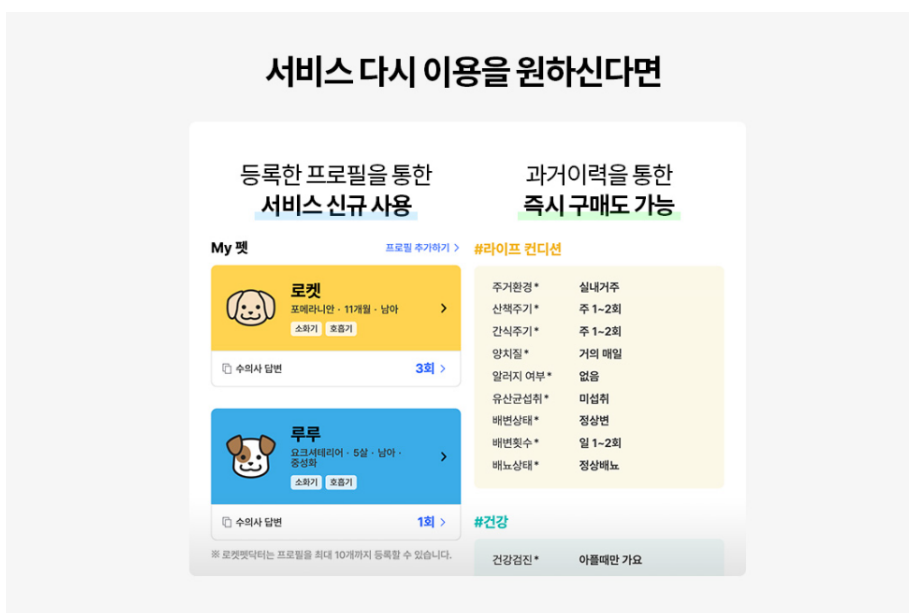 서비스 다시 이용을 원하신다면
등록한 프로필을 통한
서비스 신규 사용
My 펫
프로필 추가하기 >
로켓
포메라니안 · 11개월 · 남아
소화기 호흡기
수의사 답변
3회 >
루루
요크셔테리어 · 5살 · 남아 ·
중성화
소화기 호흡기
수의사 답변
1회 >
※ 로켓펫닥터는 프로필을 최대 10개까지 등록할 수 있습니다.
과거이력을 통한
즉시 구매도 가능
#라이프 컨디션
주거환경* 실내거주
산책주기* 주 1~2회
간식주기* 주 1~2회
양치질* 거의 매일
알러지 여부* 없음
유산균섭취* 미섭취
배변상태* 정상변
배변횟수* 일 1~2회
배뇨상태* 정상배뇨
#건강
건강검진* 아플때만 가요